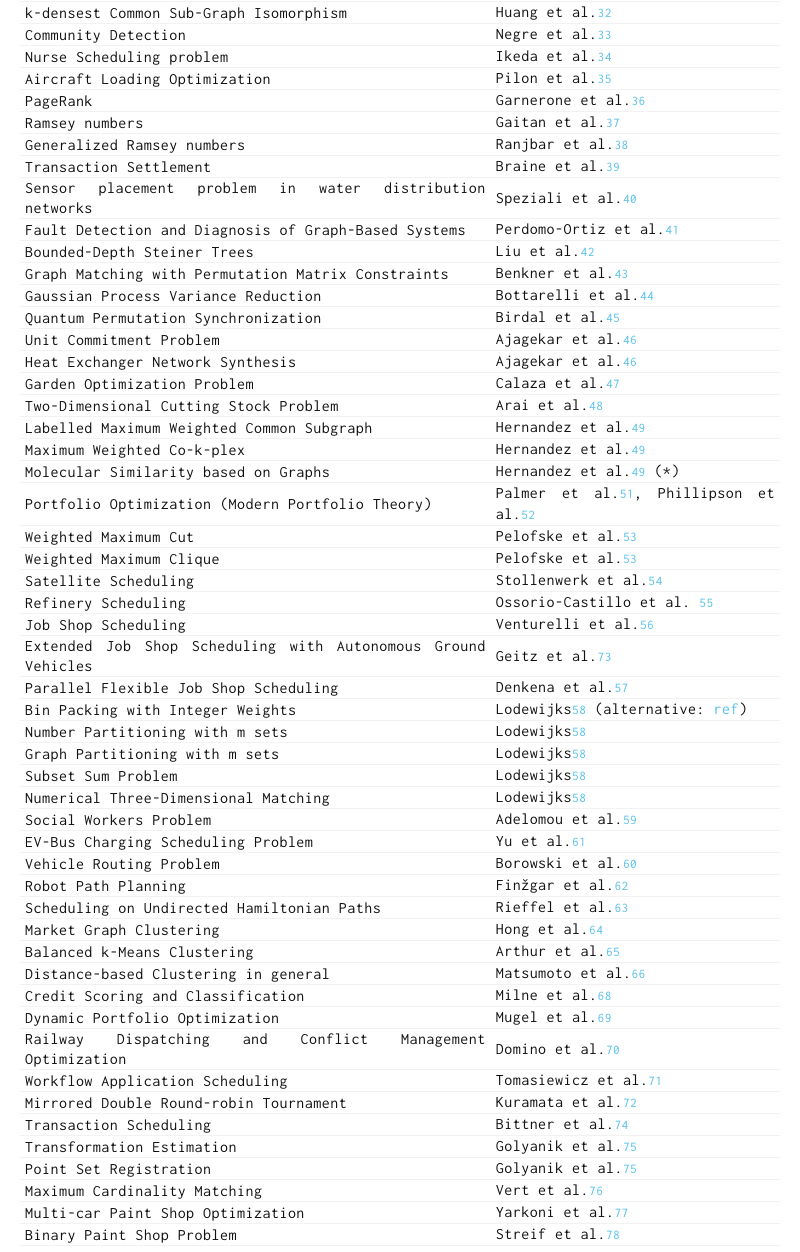 k-densest Common Sub-Graph Isomorphism Huang et al.32
Community Detection Negre et al.33
Nurse Scheduling problem Ikeda et al.34
Aircraft Loading Optimization Pilon et al.35
PageRank Garnerone et al.36
Ramsey numbers Gaitan et al.37
Generalized Ramsey numbers Ranjbar et al.38
Transaction Settlement Braine et al.39
Sensor placement problem in water distribution
networks Speziali et al.40
Fault Detection and Diagnosis of Graph-Based Systems Perdomo-Ortiz et al.41
Bounded-Depth Steiner Trees Liu et al.42
Graph Matching with Permutation Matrix Constraints Benkner et al.43
Gaussian Process Variance Reduction Bottarelli et al.44
Quantum Permutation Synchronization Birdal et al.45
Unit Commitment Problem Ajagekar et al.46
Heat Exchanger Network Synthesis Ajagekar et al.46
Garden Optimization Problem Calaza et al.47
Two-Dimensional Cutting Stock Problem Arai et al.48
Labelled Maximum Weighted Common Subgraph Hernandez et al.49
Maximum Weighted Co-k-plex Hernandez et al.49
Molecular Similarity based on Graphs Hernandez et al.49 (*)
Portfolio Optimization (Modern Portfolio Theory) Palmer et al.51, Phillipson et
al.52
Weighted Maximum Cut Pelofske et al.53
Weighted Maximum Clique Pelofske et al.53
Satellite Scheduling Stollenwerk et al.54
Refinery Scheduling Ossorio-Castillo et al. 55
Job Shop Scheduling Venturelli et al.56
Extended Job Shop Scheduling with Autonomous Ground
Vehicles Geitz et al.73
Parallel Flexible Job Shop Scheduling Denkena et al.57
Bin Packing with Integer Weights Lodewijks58 (alternative: ref)
Number Partitioning with m sets Lodewijks58
Graph Partitioning with m sets Lodewijks58
Subset Sum Problem Lodewijks58
Numerical Three-Dimensional Matching Lodewijks58
Social Workers Problem Adelomou et al.59
EV-Bus Charging Scheduling Problem Yu et al.61
Vehicle Routing Problem Borowski et al.60
Robot Path Planning Finžgar et al.62
Scheduling on Undirected Hamiltonian Paths Rieffel et al.63
Market Graph Clustering Hong et al.64
Balanced k-Means Clustering Arthur et al.65
Distance-based Clustering in general Matsumoto et al.66
Credit Scoring and Classification Milne et al.68
Dynamic Portfolio Optimization Mugel et al.69
Railway Dispatching and Conflict Management
Optimization Domino et al.70
Workflow Application Scheduling Tomasiewicz et al.71
Mirrored Double Round-robin Tournament Kuramata et al.72
Transaction Scheduling Bittner et al.74
Transformation Estimation Golyanik et al.75
Point Set Registration Golyanik et al.75
Maximum Cardinality Matching Vert et al.76
Multi-car Paint Shop Optimization Yarkoni et al.77
Binary Paint Shop Problem Streif et al.78